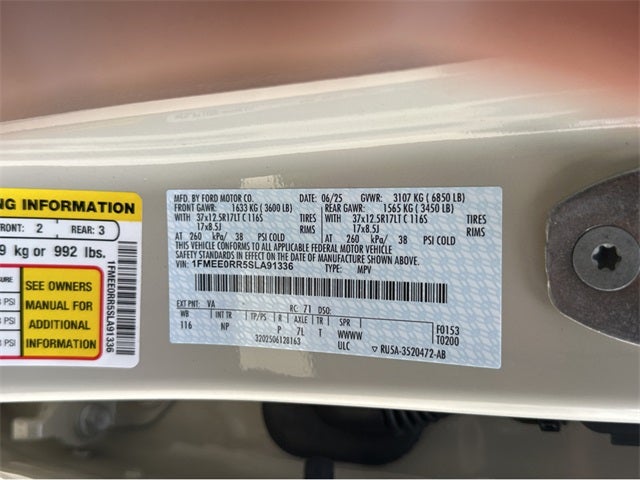 NG INFORMATION
FRONT: 2 REAR: 3
9 kg or 992 lbs.
SEE OWNERS
MANUAL FOR
ADDITIONAL
INFORMATION
PSI
PSI
PSI
1FMEE0RR5SLA91336
MFD. BY FORD MOTOR CO. DATE: 06/25 GVWR: 3107 KG (6850 LB)
FRONT GAWR: 1633 KG (3600 LB) REAR GAWR: 1565 KG (3450 LB)
WITH 37x12.5R17LT C 116S TIRES WITH 37x12.5R17LT C 116S TIRES
17x8.5J RIMS 17x8.5J RIMS
AT 260 kPa/ 38 PSI COLD AT 260 kPa/ 38 PSI COLD
THIS VEHICLE CONFORMS TO ALL APPLICABLE FEDERAL MOTOR VEHICLE
SAFETY STANDARDS IN EFFECT ON THE DATE OF MANUFACTURE SHOWN ABOVE.
VIN: 1FMEE0RR5SLA91336 TYPE: MPV
EXT PNT: VA RC: 71 DSO:
WB INT TR TP/PS R AXLE TR SPR
116 NP P 7L T WWWW
ULC
F0153
T0200
3202506128163
RUSA-3520472-AB